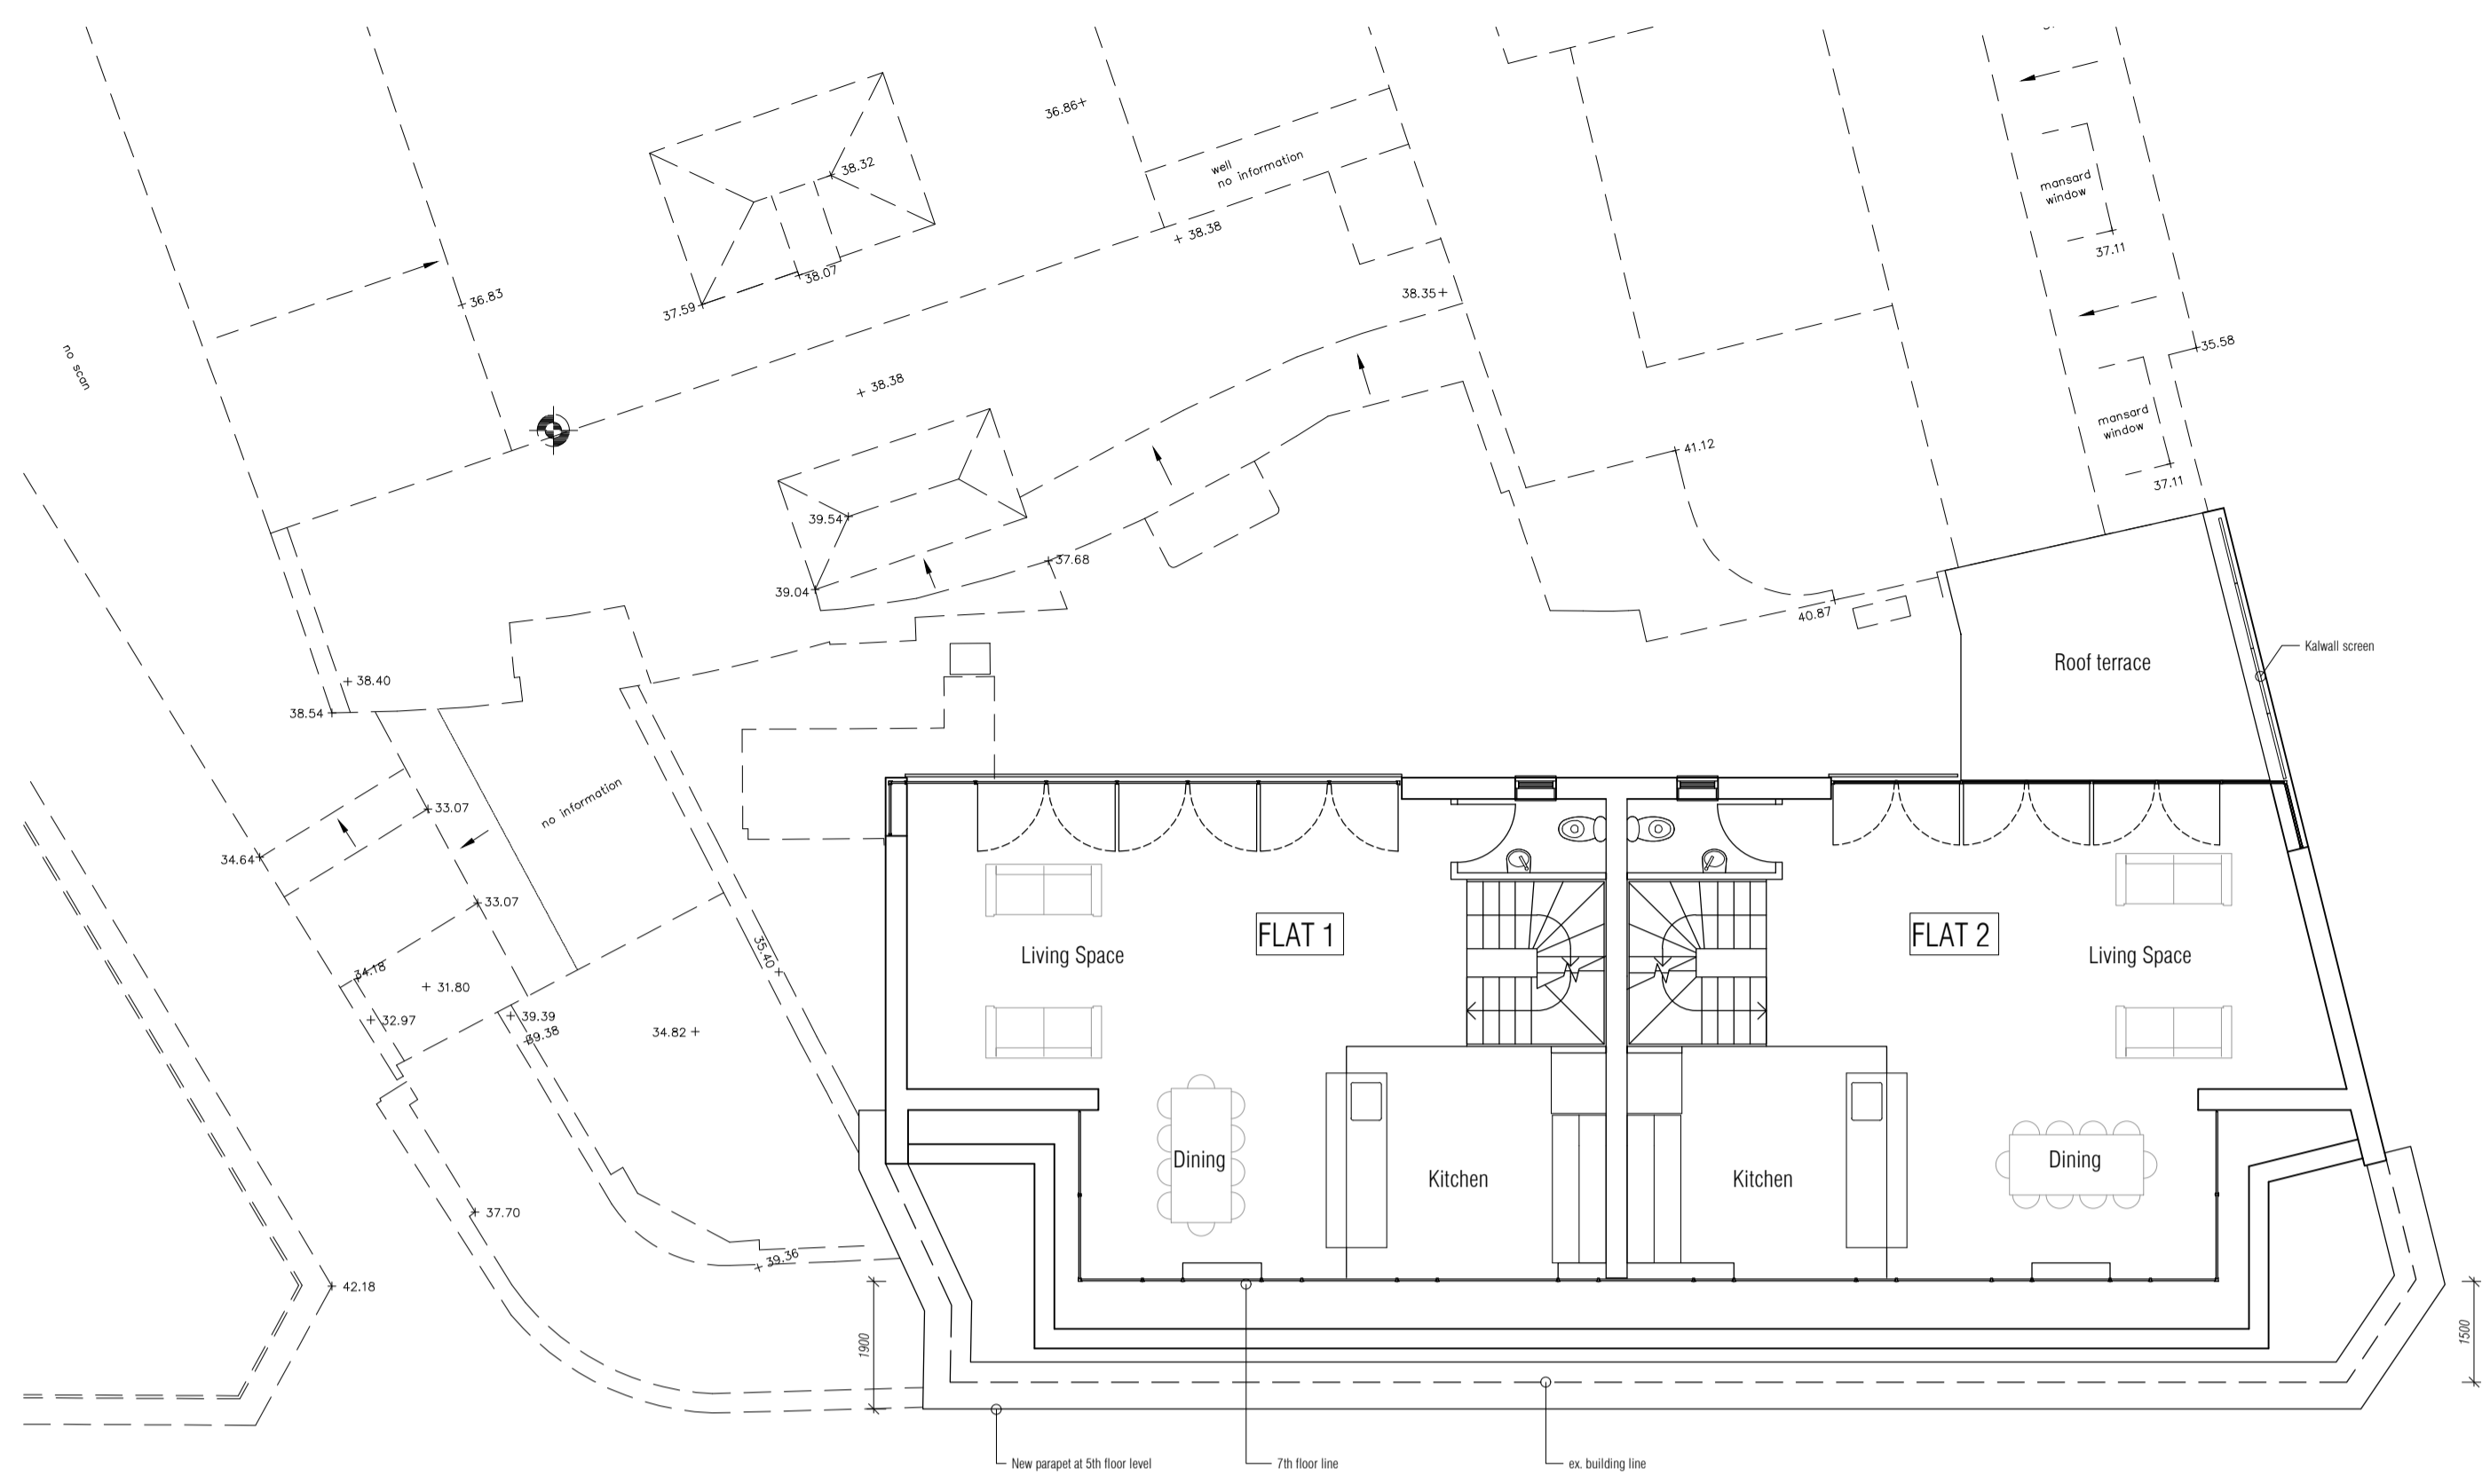 36.86
38.32
well
no information
mansard
window
38.38
37.11
38.07
36.83
37.59
38.35
35.58
no scan
38.38
mansard
window
41.12
37.11
39.54
37.68
39.04
40.87
Kalwall screen
Roof terrace
38.40
38.54
no information
33.07
34.64
33.07
FLAT 1
FLAT 2
35.40
Living Space
Living Space
34.18
31.80
32.97
39.39
39.38
34.82
Dining
Dining
Kitchen
Kitchen
37.70
39.36
42.18
1900
1500
New parapet at 5th floor level
7th floor line
ex. building line